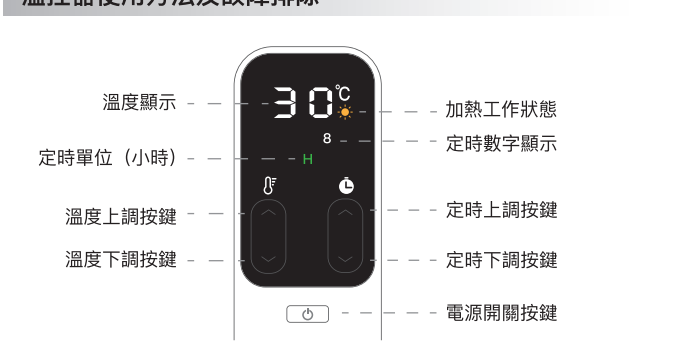 溫控器使用方法及故障排除
溫度顯示
30℃
加熱工作狀態
8
定時數字顯示
定時單位（小時）
H
溫度上調按鍵
定時上調按鍵
溫度下調按鍵
定時下調按鍵
電源開關按鍵